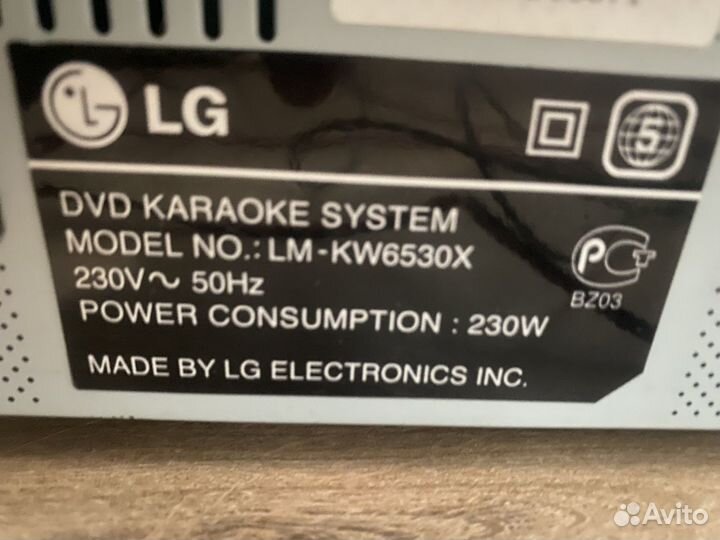 LG
5
DVD KARAOKE SYSTEM
MODEL NO.: LM-KW6530X
230V~ 50Hz
POWER CONSUMPTION : 230W
PCT
BZ03
MADE BY LG ELECTRONICS INC.
Avito